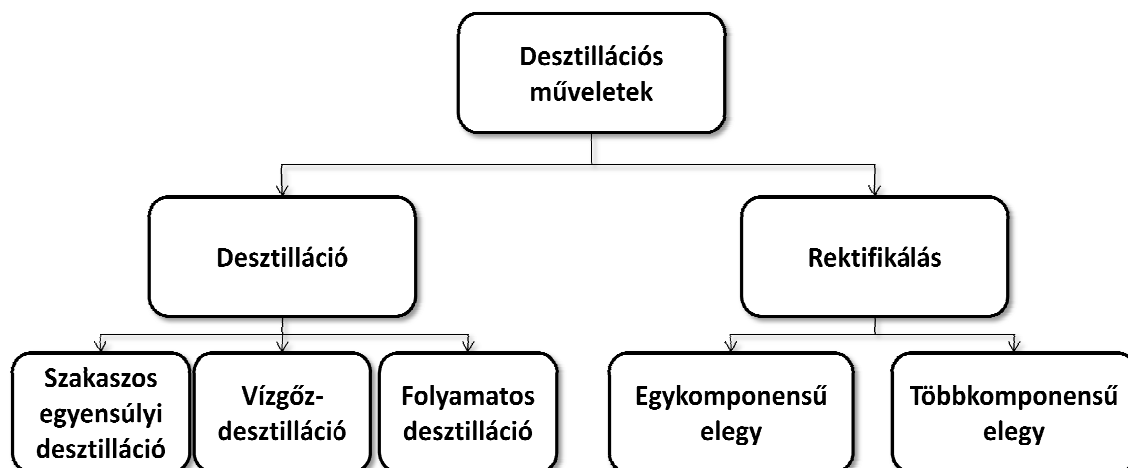 Desztillációs
műveletek
Desztilláció
Rektifikálás
Szakaszos
egyensúlyi
desztilláció
Vízgőz-
desztilláció
Folyamatos
desztilláció
Egykomponensű
elegy
Többkomponensű
elegy